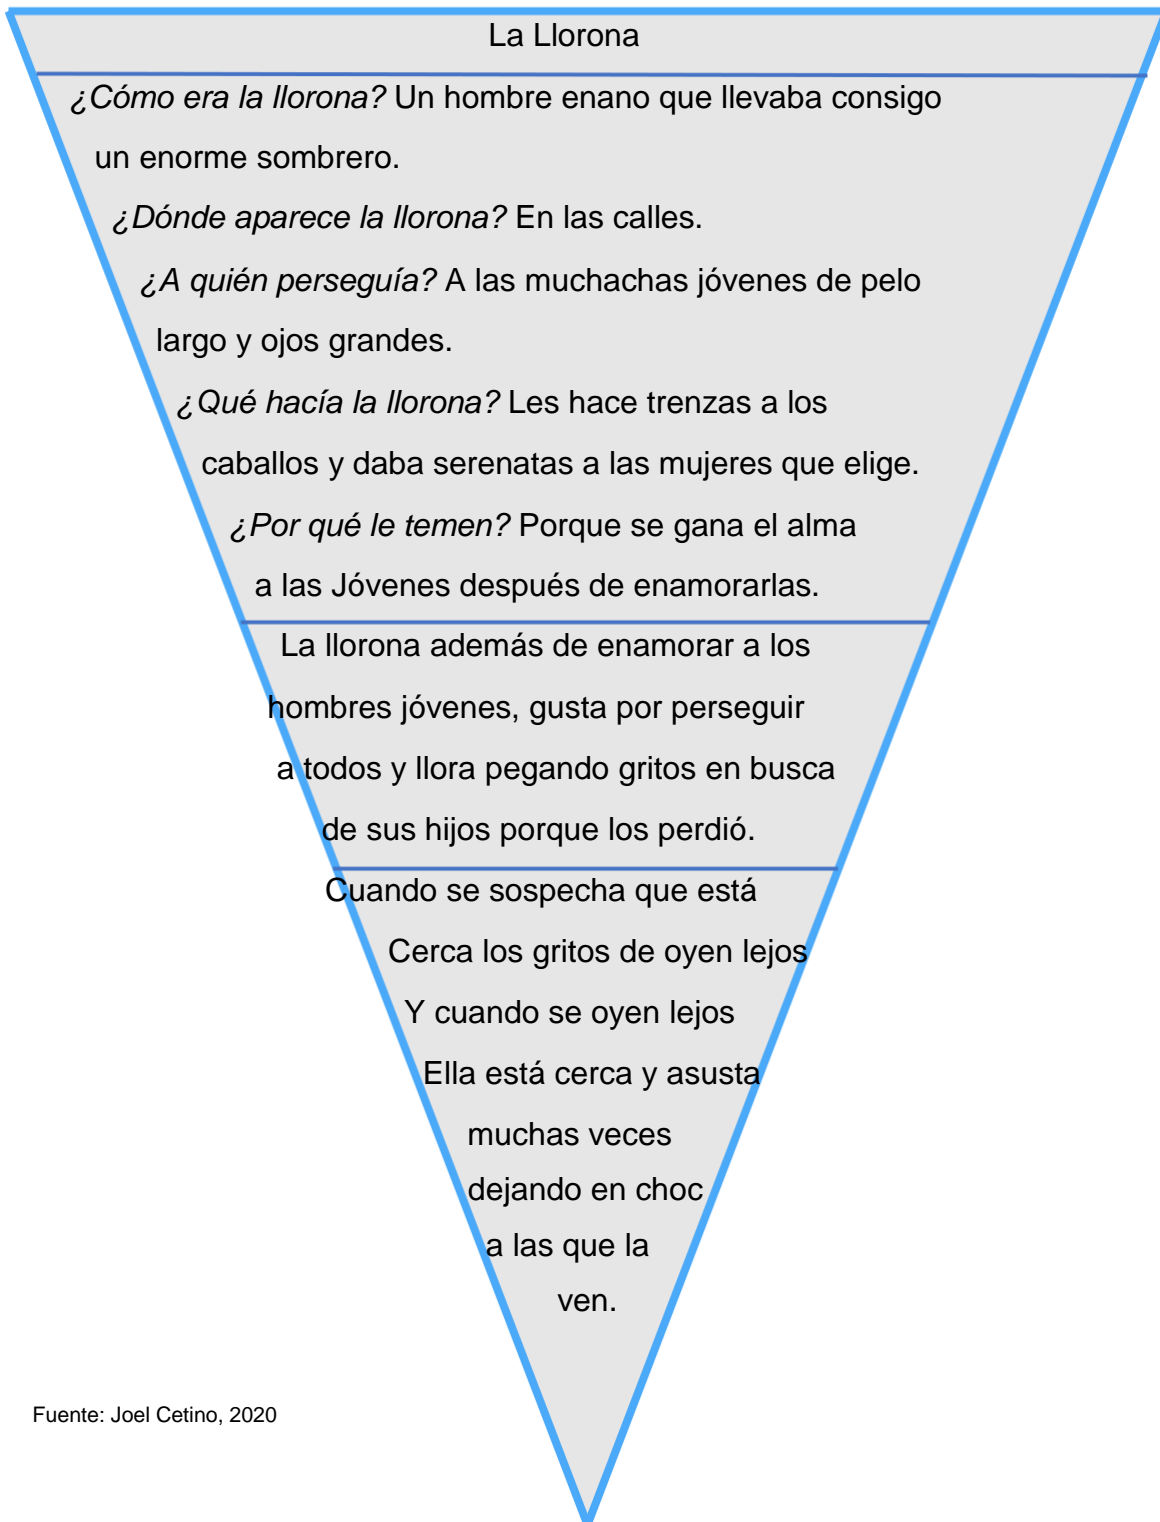 La Llorona
¿Cómo era la llorona? Un hombre enano que llevaba consigo
un enorme sombrero.
¿Dónde aparece la llorona? En las calles.
¿A quién perseguía? A las muchachas jóvenes de pelo
largo y ojos grandes.
¿Qué hacía la llorona? Les hace trenzas a los
caballos y daba serenatas a las mujeres que elige.
¿Por qué le temen? Porque se gana el alma
a las Jóvenes después de enamorarlas.
La llorona además de enamorar a los
hombres jóvenes, gusta por perseguir
a todos y llora pegando gritos en busca
de sus hijos porque los perdió.
Cuando se sospecha que está
Cerca los gritos de oyen lejos
Y cuando se oyen lejos
Ella está cerca y asusta
muchas veces
dejando en choc
a las que la
ven.
Fuente: Joel Cetino, 2020